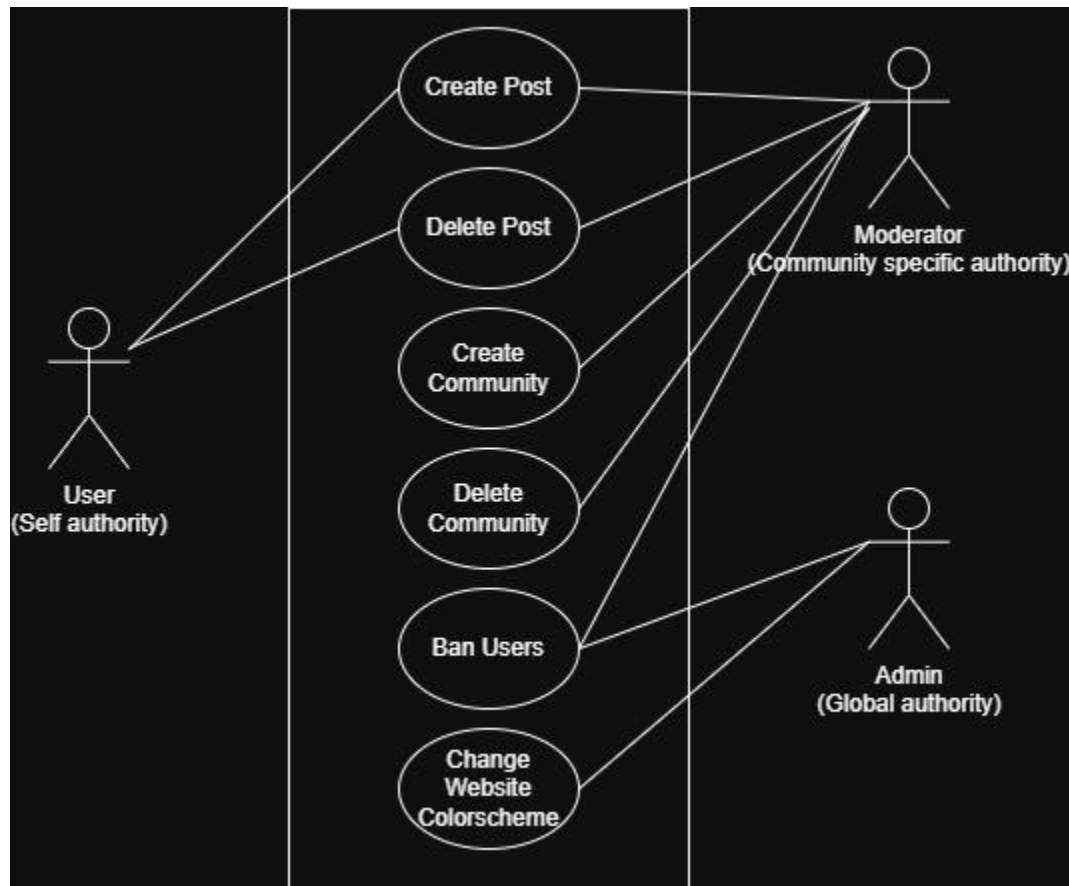 Create Post
Delete Post
Create
Community
Delete
Community
Ban Users
Change
Website
Colorscheme
User
(Self authority)
Moderator
(Community specific authority)
Admin
(Global authority)